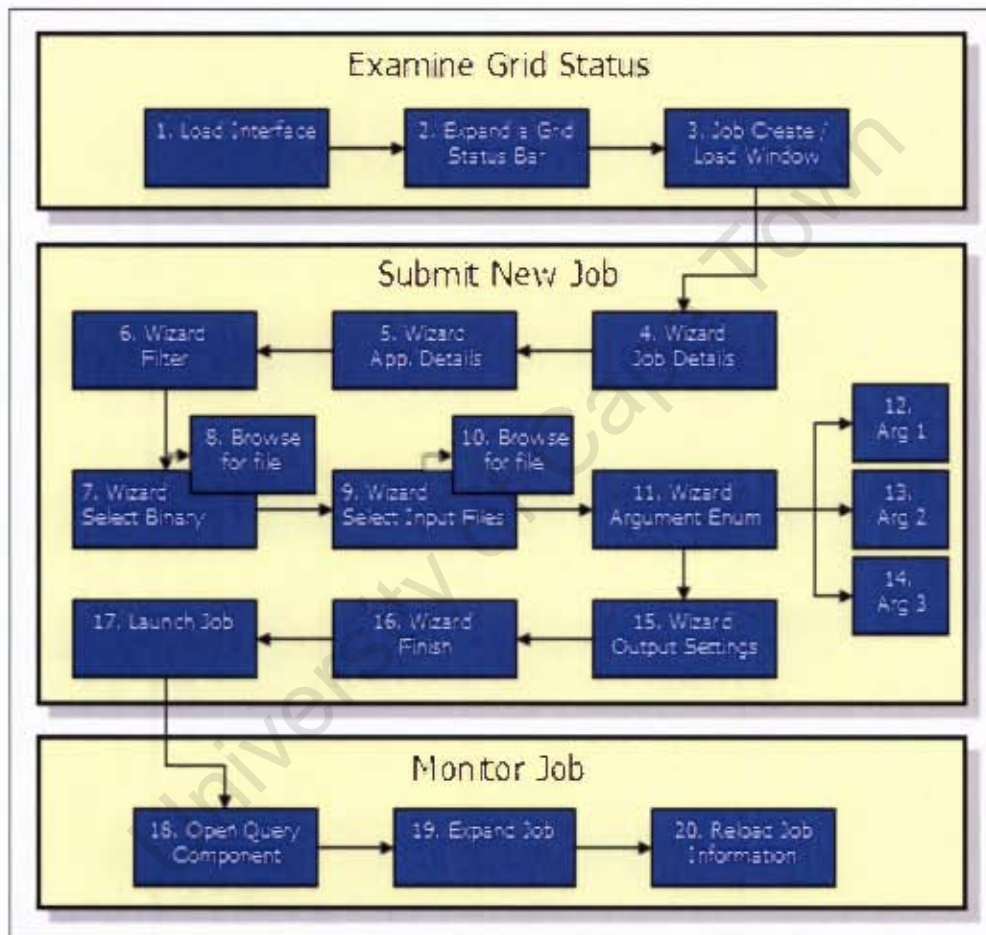 Examine Grid Status
1. Load Interface
2. Expand a Grid
Status Bar
3. Job Create /
Load Window
Submit New Job
4. Wizard
Job Details
5. Wizard
App. Details
6. Wizard
Filter
7. Wizard
Select Binary
8. Browse
for file
9. Wizard
Select Input Files
10. Browse
for file
11. Wizard
Argument Enum
12.
Arg 1
13.
Arg 2
14.
Arg 3
15. Wizard
Output Settings
16. Wizard
Finish
17. Launch Job
Monitor Job
18. Open Query
Component
19. Expand Job
20. Reload Job
Information
University of Cape Town